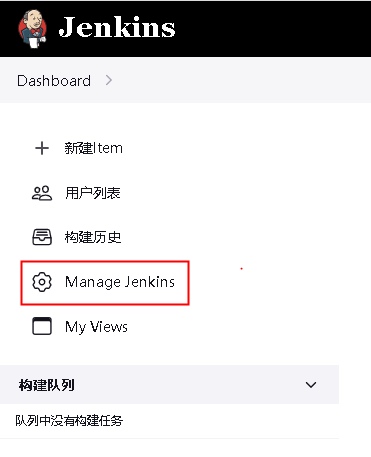 Jenkins
Dashboard
新建Item
用户列表
构建历史
Manage Jenkins
My Views
构建队列
队列中没有构建任务